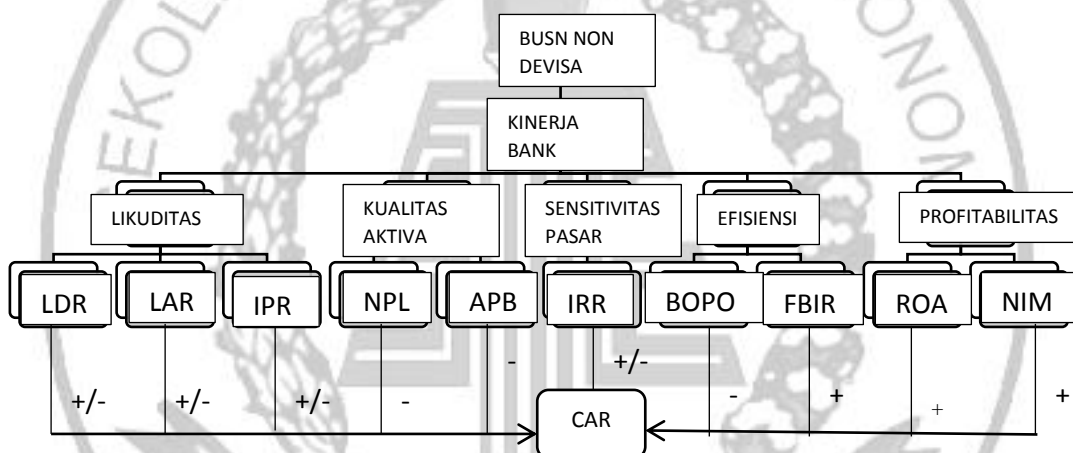 BUSN NON
DEVISA
KINERJA
BANK
LIKUDITAS
KUALITAS
AKTIVA
SENSITIVITAS
PASAR
EFISIENSI
PROFITABILITAS
LDR
LAR
IPR
NPL
APB
IRR
BOPO
FBIR
ROA
NIM
+/-
+/-
+/-
-
-
+/-
-
+
+
+
CAR